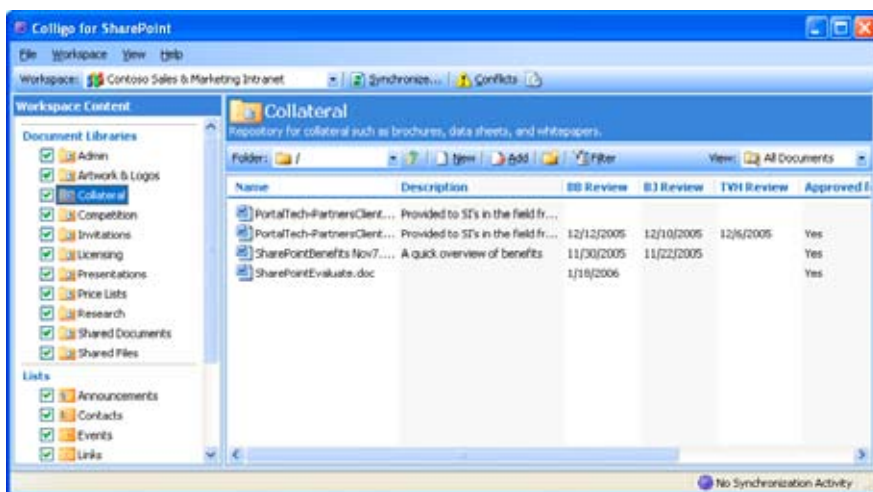 Colligo for SharePoint
File Workspace View Help
Workspace: Contoso Sales & Marketing Intranet Synchronize... Conflicts
Workspace Content
Document Libraries
Admin
Artwork & Logos
Collateral
Competition
Invitations
Licensing
Presentations
Price Lists
Research
Shared Documents
Shared Files
Lists
Announcements
Contacts
Events
Links
Collateral
Repository for collateral such as brochures, data sheets, and whitepapers.
Folder: / New Add Filter View: All Documents
Name Description BB Review BJ Review TVH Review Approved
PortalTech-PartnersClient... Provided to SI's in the field fr...
PortalTech-PartnersClient... Provided to SI's in the field fr... 12/12/2005 12/10/2005 12/6/2005 Yes
SharePointBenefits Nov7.... A quick overview of benefits 11/30/2005 11/22/2005 Yes
SharePointEvaluate.doc 1/18/2006 Yes
No Synchronization Activity